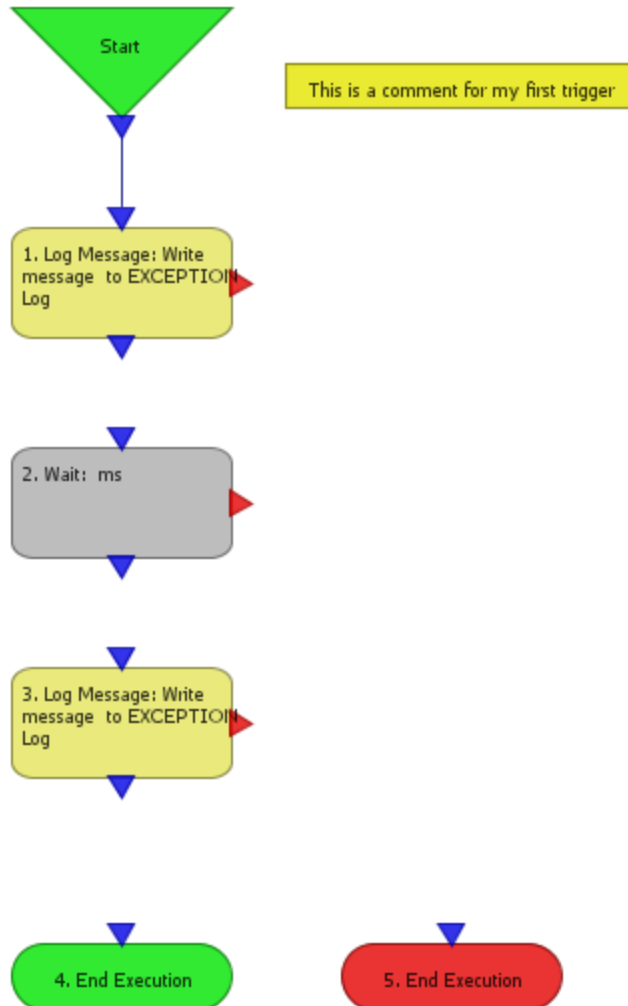 Start
This is a comment for my first trigger
1. Log Message: Write
message  to EXCEPTION
Log
2. Wait:  ms
3. Log Message: Write
message  to EXCEPTION
Log
4. End Execution
5. End Execution